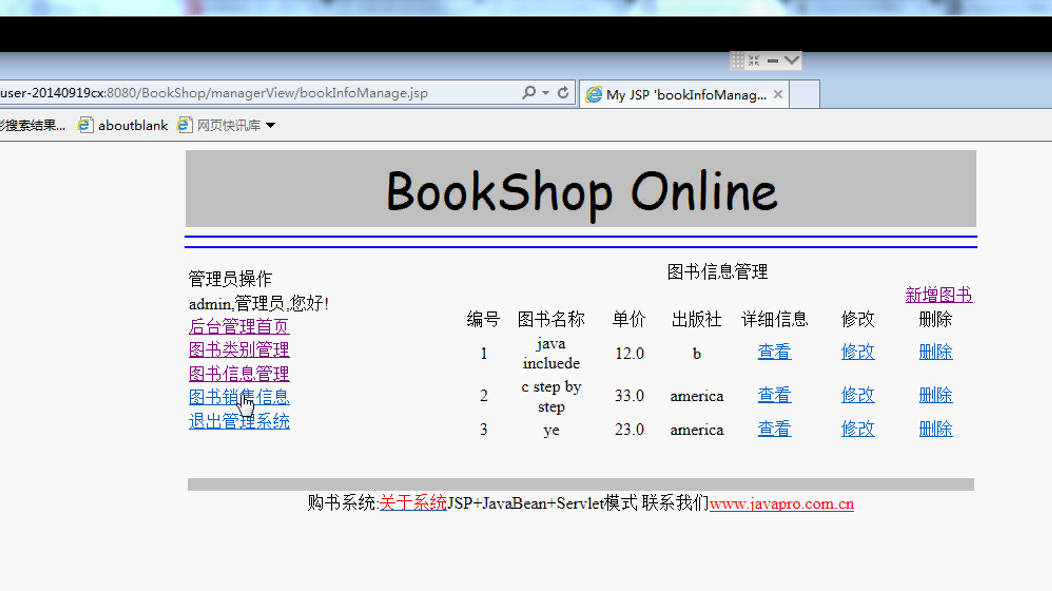 user-20140919cx:8080/BookShop/managerView/bookInfoManage.jsp
My JSP 'bookInfoManag...
搜索结果... aboutblank 网页快讯库
BookShop Online
管理员操作
admin,管理员,您好!
后台管理首页
图书类别管理
图书信息管理
图书销售信息
退出管理系统
图书信息管理
新增图书
编号 图书名称 单价 出版社 详细信息 修改 删除
1 java incluede 12.0 b 查看 修改 删除
2 c step by step 33.0 america 查看 修改 删除
3 ye 23.0 america 查看 修改 删除
购书系统:关于系统JSP+JavaBean+Servlet模式 联系我们www.javapro.com.cn